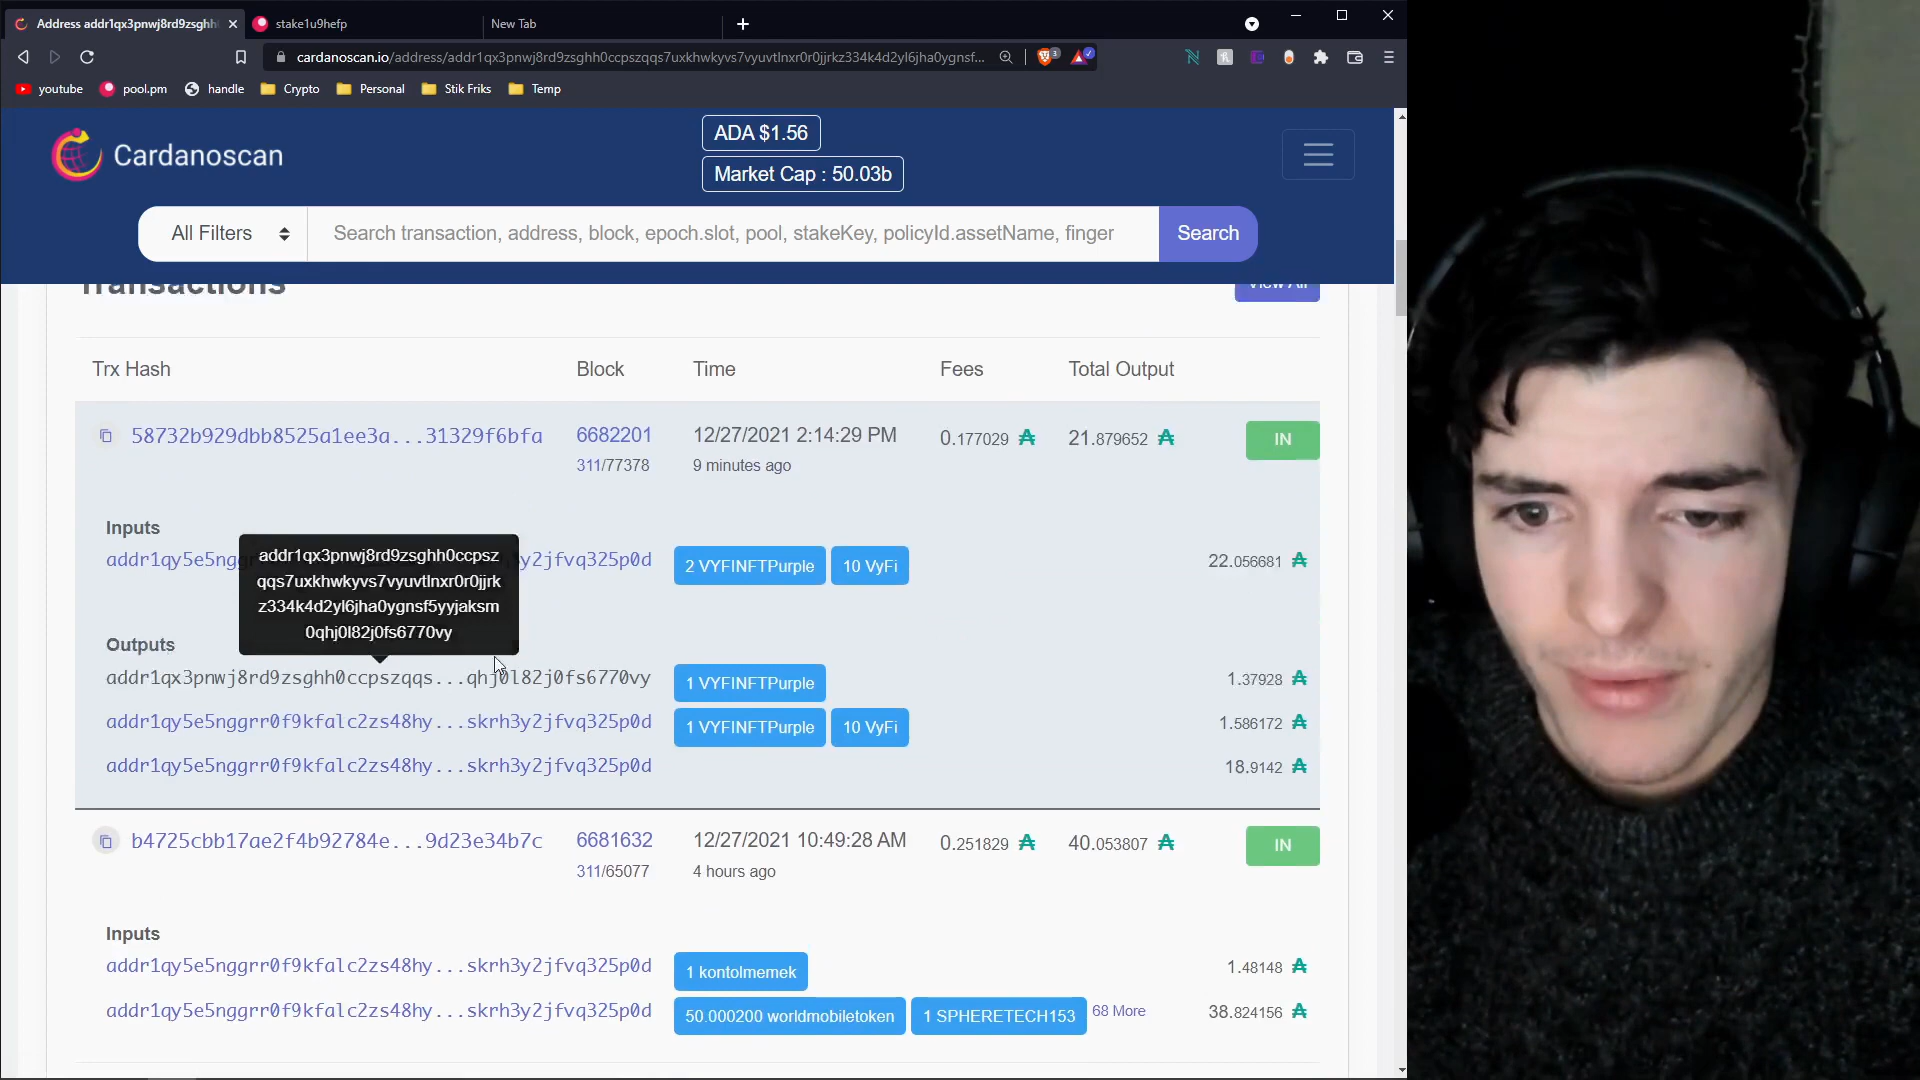 Address addr1qx3pnwj8rd9zsghh
stake1u9hefp
New Tab
cardanoscan.io/address/addr1qx3pnwj8rd9zsghh0ccpszqqs7uxkhwkyvs7vyuvtlnxr0r0jjrkz334k4d2yl6jha0ygnsf...
3
youtube
pool.pm
handle
Crypto
Personal
Stik Friks
Temp
Cardanoscan
ADA $1.56
Market Cap : 50.03b
All Filters
Search transaction, address, block, epoch.slot, pool, stakeKey, policyId.assetName, finger
Search
Transactions
View All
Trx Hash Block Time Fees Total Output
58732b929dbb8525a1ee3a...31329f6bfa 6682201 12/27/2021 2:14:29 PM 0.177029 ₳ 21.879652 ₳ IN
311/77378 9 minutes ago
Inputs
addr1qy5e5ngg y2jfvq325p0d 2 VYFINFTPurple 10 VyFi 22.056681 ₳
addr1qx3pnwj8rd9zsghh0ccpsz
qqs7uxkhwkyvs7vyuvtlnxr0r0jjrk
z334k4d2yl6jha0ygnsf5yyjaksm
0qhj0l82j0fs6770vy
Outputs
addr1qx3pnwj8rd9zsghh0ccpszqqs...qhj0l82j0fs6770vy 1 VYFINFTPurple 1.37928 ₳
addr1qy5e5nggrr0f9kfalc2zs48hy...skrh3y2jfvq325p0d 1 VYFINFTPurple 10 VyFi 1.586172 ₳
addr1qy5e5nggrr0f9kfalc2zs48hy...skrh3y2jfvq325p0d 18.9142 ₳
b4725cbb17ae2f4b92784e...9d23e34b7c 6681632 12/27/2021 10:49:28 AM 0.251829 ₳ 40.053807 ₳ IN
311/65077 4 hours ago
Inputs
addr1qy5e5nggrr0f9kfalc2zs48hy...skrh3y2jfvq325p0d 1 kontolmemek 1.48148 ₳
addr1qy5e5nggrr0f9kfalc2zs48hy...skrh3y2jfvq325p0d 50.000200 worldmobiletoken 1 SPHERETECH153 68 More 38.824156 ₳